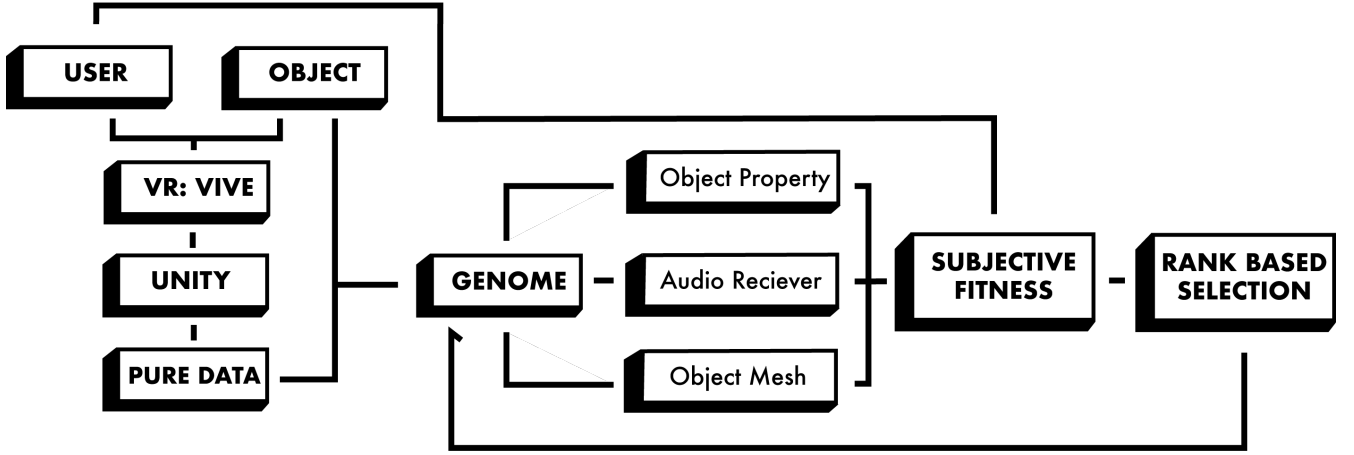 USER
OBJECT
VR: VIVE
UNITY
PURE DATA
GENOME
Object Property
Audio Reciever
Object Mesh
SUBJECTIVE
FITNESS
RANK BASED
SELECTION